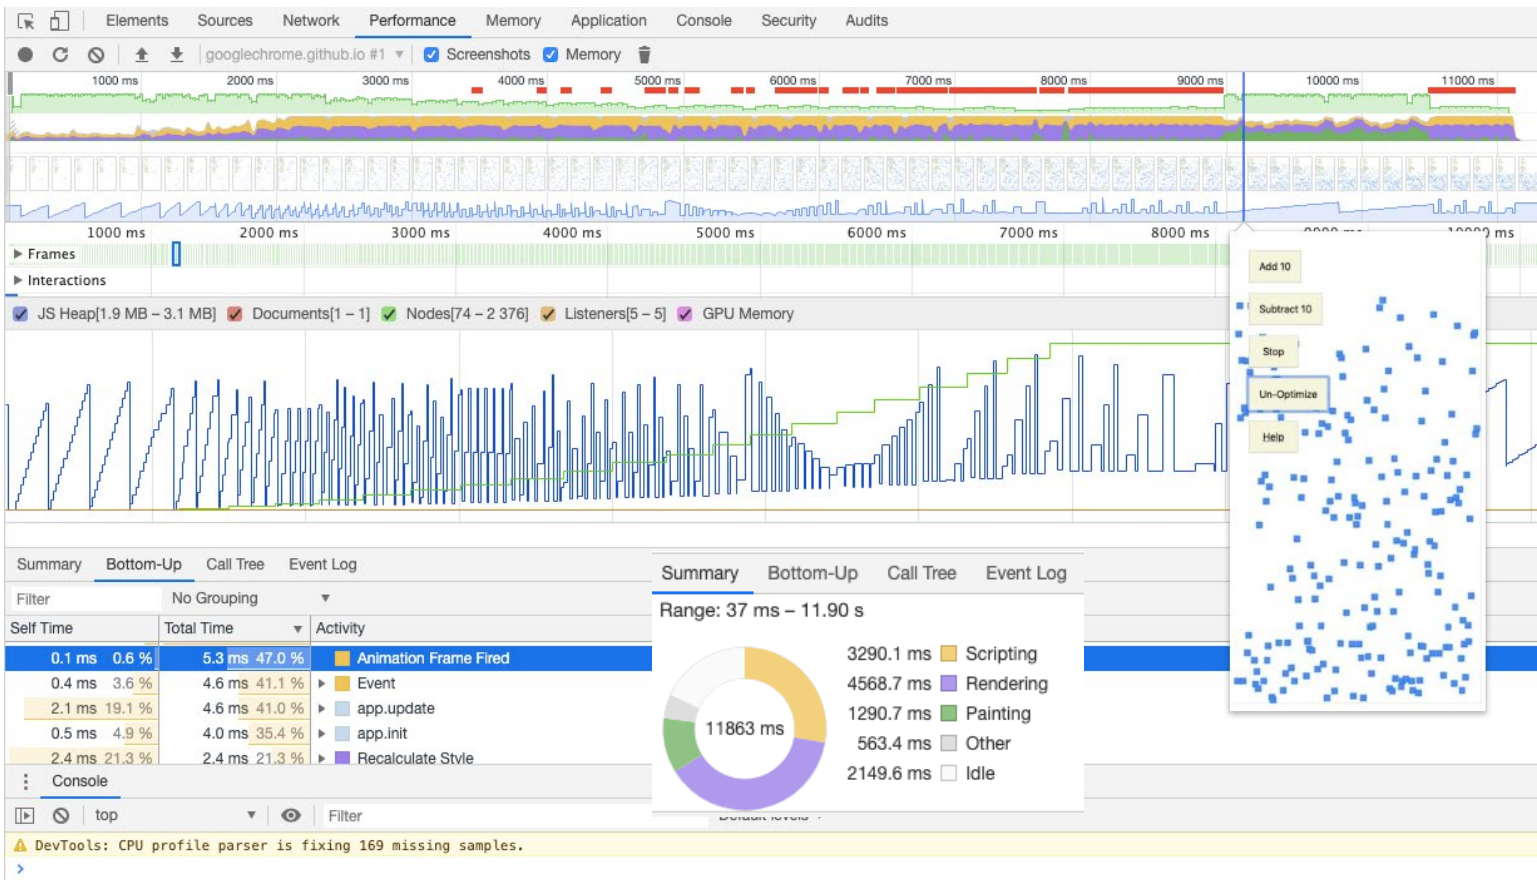 Elements Sources Network Performance Memory Application Console Security Audits
googlechrome.github.io #1 Screenshots Memory
1000 ms 2000 ms 3000 ms 4000 ms 5000 ms 6000 ms 7000 ms 8000 ms 9000 ms 10000 ms 11000 ms
1000 ms 2000 ms 3000 ms 4000 ms 5000 ms 6000 ms 7000 ms 8000 ms 9000 ms 10000 ms
Frames
Interactions
JS Heap[1.9 MB – 3.1 MB] Documents[1 – 1] Nodes[74 – 2 376] Listeners[5 – 5] GPU Memory
Add 10
Subtract 10
Stop
Un-Optimize
Help
Summary Bottom-Up Call Tree Event Log
Filter No Grouping
Self Time Total Time Activity
0.1 ms 0.6 % 5.3 ms 47.0 % Animation Frame Fired
0.4 ms 3.6 % 4.6 ms 41.1 % Event
2.1 ms 19.1 % 4.6 ms 41.0 % app.update
0.5 ms 4.9 % 4.0 ms 35.4 % app.init
2.4 ms 21.3 % 2.4 ms 21.3 % Recalculate Style
Summary Bottom-Up Call Tree Event Log
Range: 37 ms – 11.90 s
11863 ms
3290.1 ms Scripting
4568.7 ms Rendering
1290.7 ms Painting
563.4 ms Other
2149.6 ms Idle
Console
top Filter Default levels
DevTools: CPU profile parser is fixing 169 missing samples.